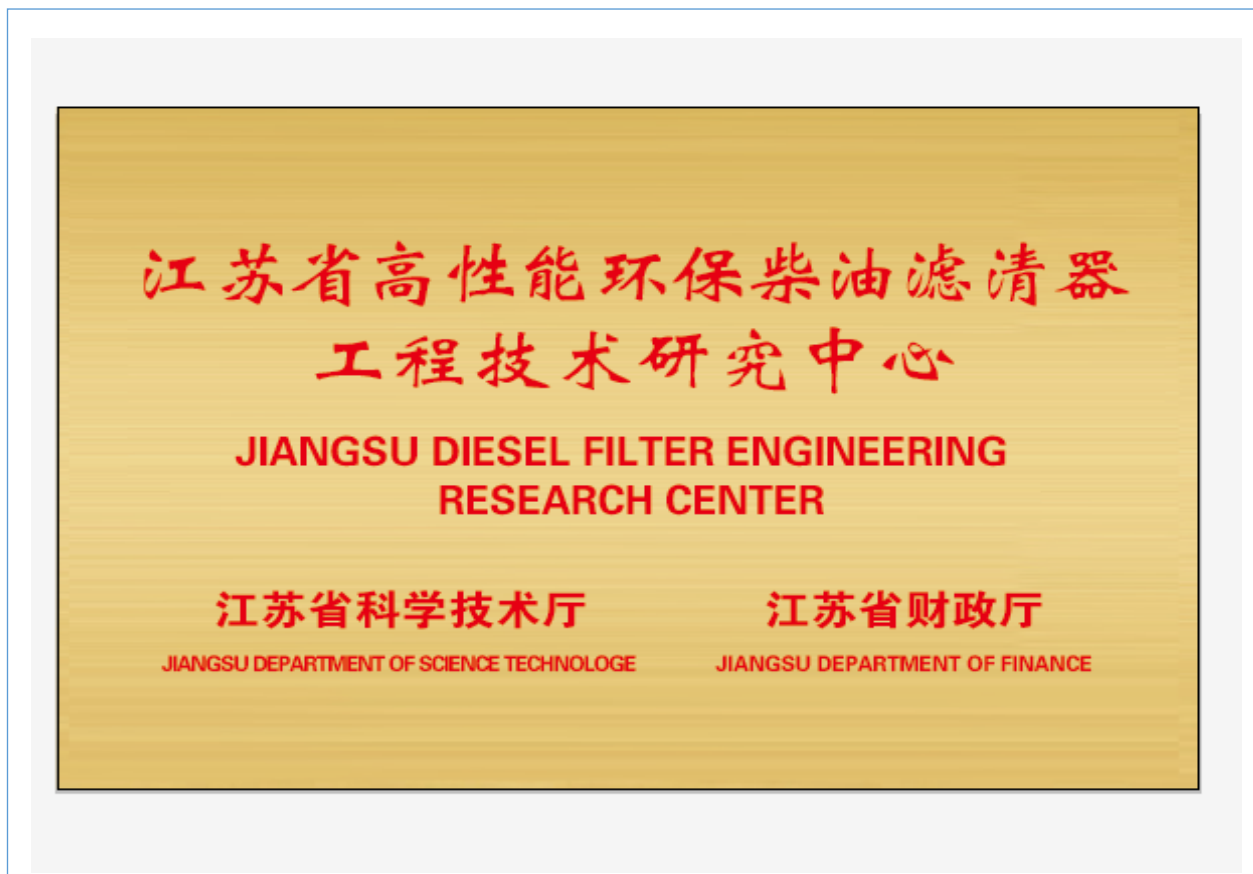 江苏省高性能环保柴油滤清器
工程技术研究中心
JIANGSU DIESEL FILTER ENGINEERING
RESEARCH CENTER
江苏省科学技术厅 江苏省财政厅
JIANGSU DEPARTMENT OF SCIENCE TECHNOLOGE JIANGSU DEPARTMENT OF FINANCE